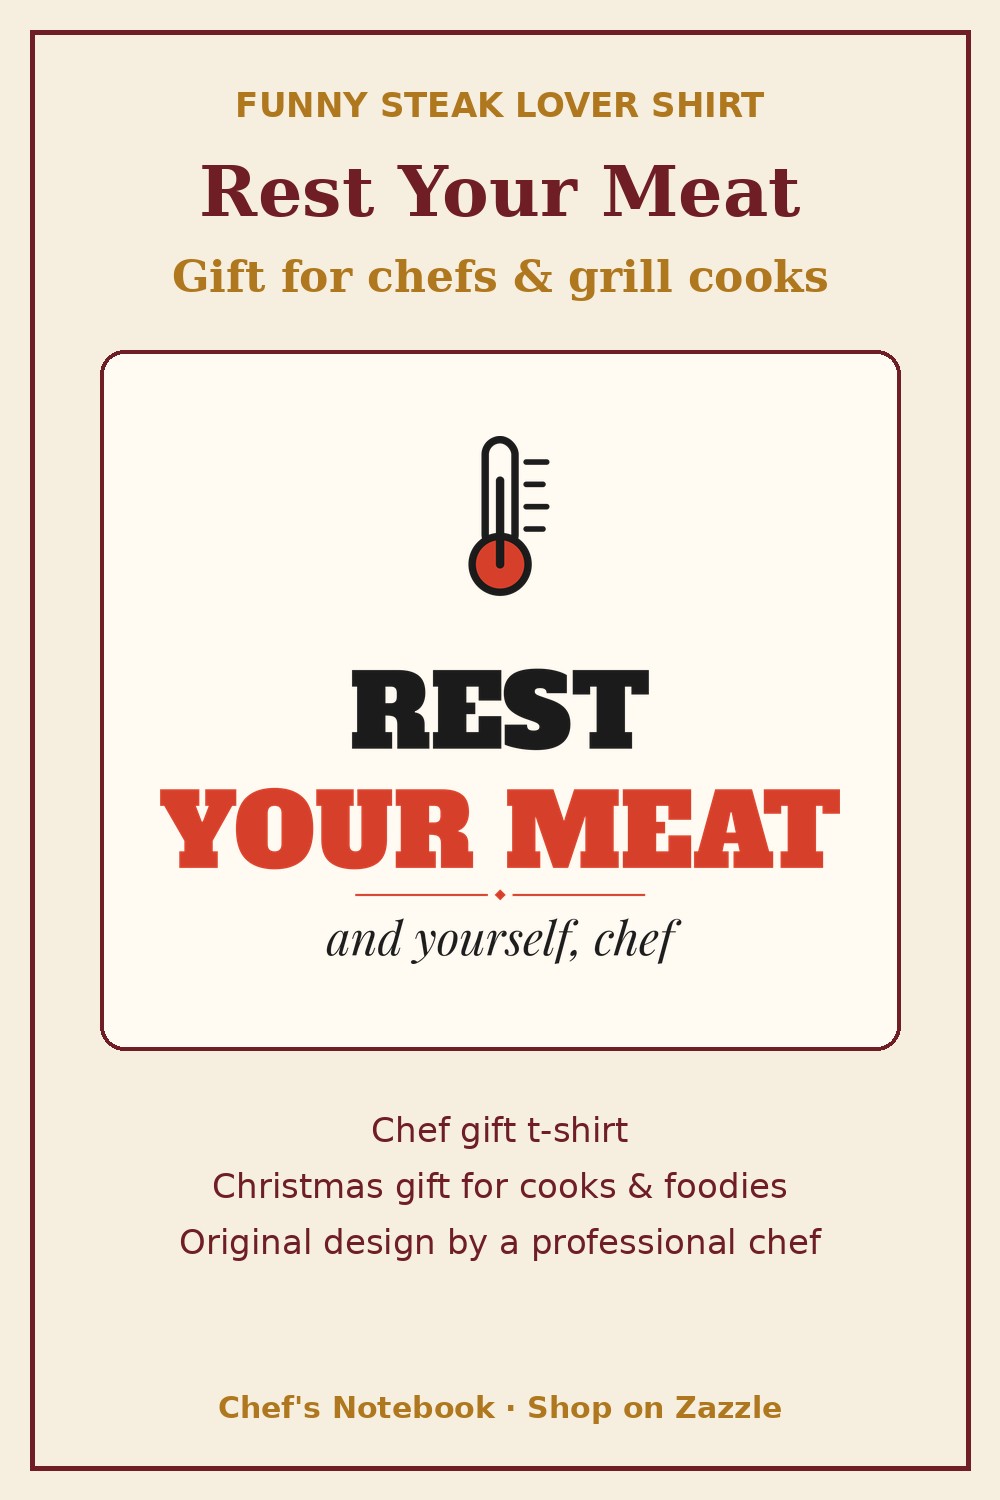 FUNNY STEAK LOVER SHIRT
Rest Your Meat
Gift for chefs & grill cooks
REST
YOUR MEAT
and yourself, chef
Chef gift t-shirt
Christmas gift for cooks & foodies
Original design by a professional chef
Chef's Notebook · Shop on Zazzle